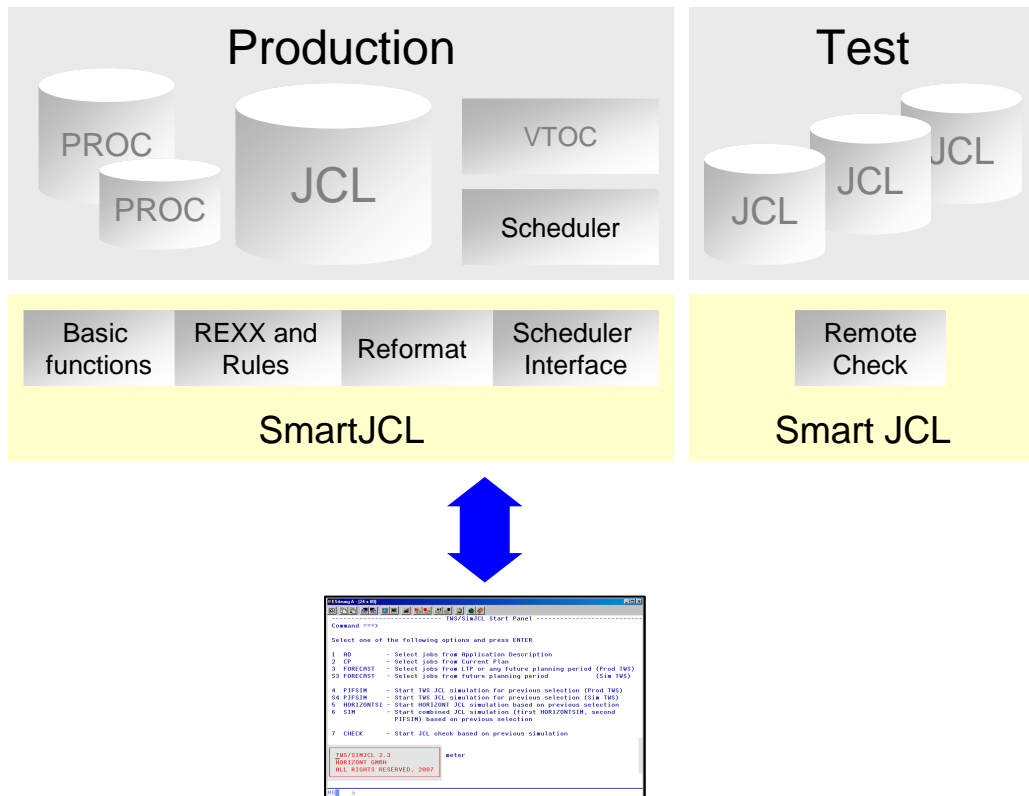 Production
PROC
PROC
JCL
VTOC
Scheduler
Test
JCL
JCL
JCL
Basic
functions
REXX and
Rules
Reformat
Scheduler
Interface
SmartJCL
Remote
Check
Smart JCL
TWS/SimJCL Start Panel
Command ===>
Select one of the following options and press ENTER
1 AD - Select jobs from Application Description
2 CP - Select jobs from Current Plan
3 FORECAST - Select jobs from LTP or any future planning period (Prod TWS)
S3 FORECAST - Select jobs from future planning period (Sim TWS)
4 PIFSIM - Start TWS JCL simulation for previous selection (Prod TWS)
S4 PIFSIM - Start TWS JCL simulation for previous selection (Sim TWS)
5 HORIZONTSI - Start HORIZONT JCL simulation based on previous selection
6 SIM - Start combined JCL simulation (first HORIZONTSIM, second
PIFSIM) based on previous selection
7 CHECK - Start JCL check based on previous simulation
TWS/SIMJCL 2.3
HORIZONT GMBH
ALL RIGHTS RESERVED, 2007
meter